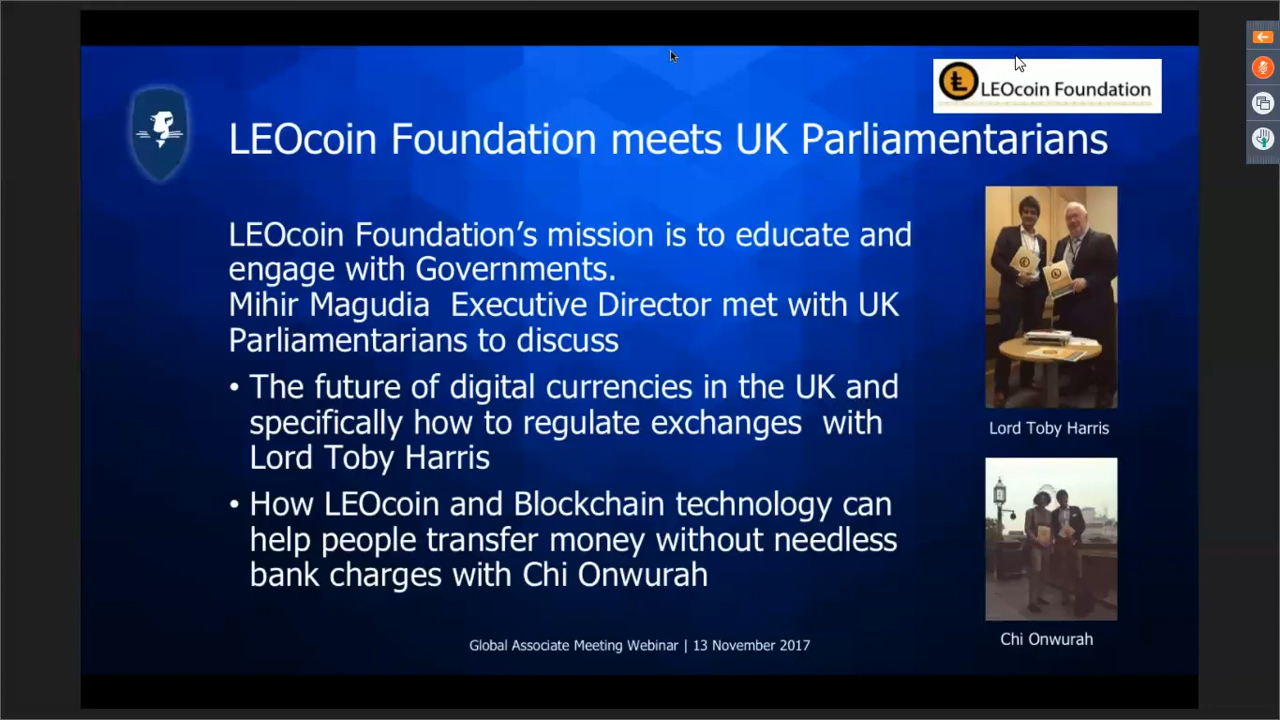 LEOcoin Foundation
LEOcoin Foundation meets UK Parliamentarians
LEOcoin Foundation’s mission is to educate and
engage with Governments.
Mihir Magudia  Executive Director met with UK
Parliamentarians to discuss
• The future of digital currencies in the UK and
specifically how to regulate exchanges  with
Lord Toby Harris
• How LEOcoin and Blockchain technology can
help people transfer money without needless
bank charges with Chi Onwurah
Lord Toby Harris
Chi Onwurah
Global Associate Meeting Webinar | 13 November 2017